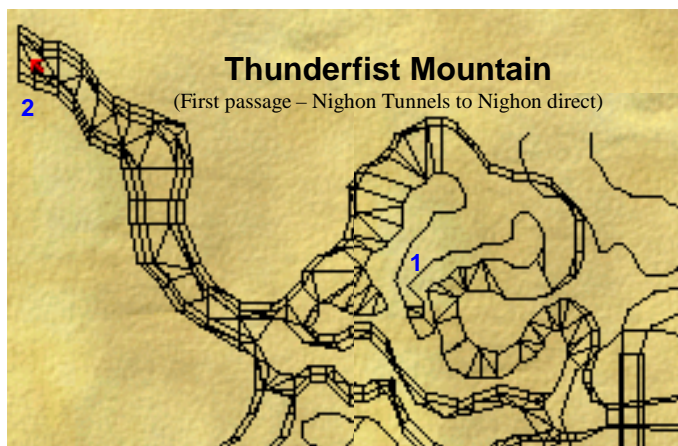 Thunderfist Mountain
(First passage – Nighon Tunnels to Nighon direct)
2
1